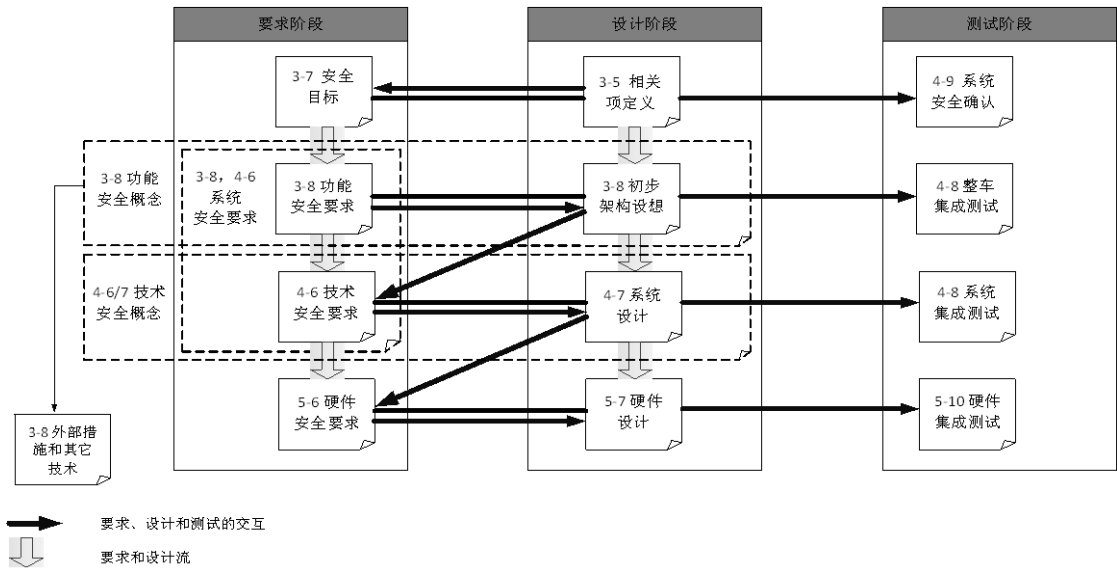 要求阶段
设计阶段
测试阶段
3-7 安全
目标
3-5 相关
项定义
4-9 系统
安全确认
3-8 功能
安全概念
3-8，4-6
系统
安全要求
3-8 功能
安全要求
3-8 初步
架构设想
4-8 整车
集成测试
4-6/7 技术
安全概念
4-6 技术
安全要求
4-7 系统
设计
4-8 系统
集成测试
5-6 硬件
安全要求
5-7 硬件
设计
5-10 硬件
集成测试
3-8 外部措
施和其它
技术
要求、设计和测试的交互
要求和设计流